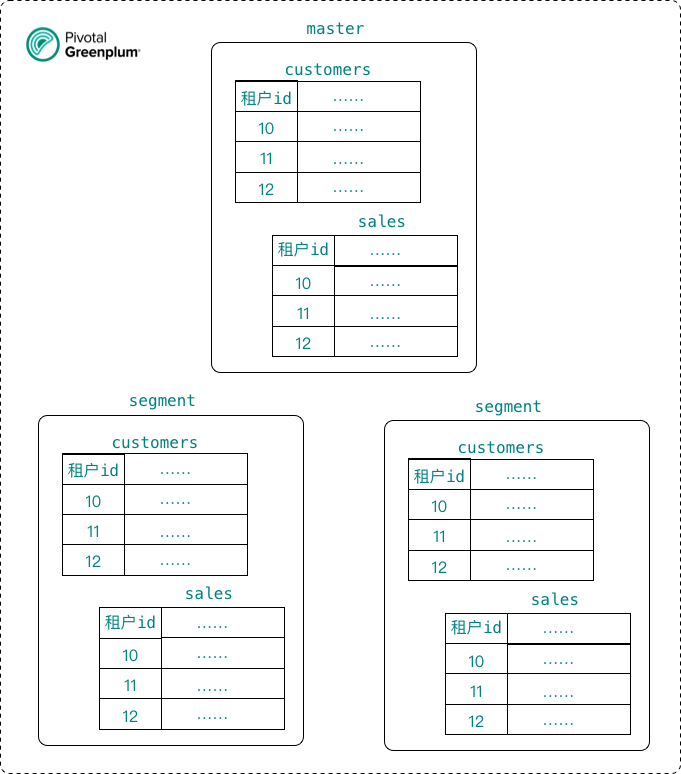 Pivotal
Greenplum®
master
customers
租户id ......
10 ......
11 ......
12 ......
sales
租户id ......
10 ......
11 ......
12 ......
segment
customers
租户id ......
10 ......
11 ......
12 ......
sales
租户id ......
10 ......
11 ......
12 ......
segment
customers
租户id ......
10 ......
11 ......
12 ......
sales
租户id ......
10 ......
11 ......
12 ......